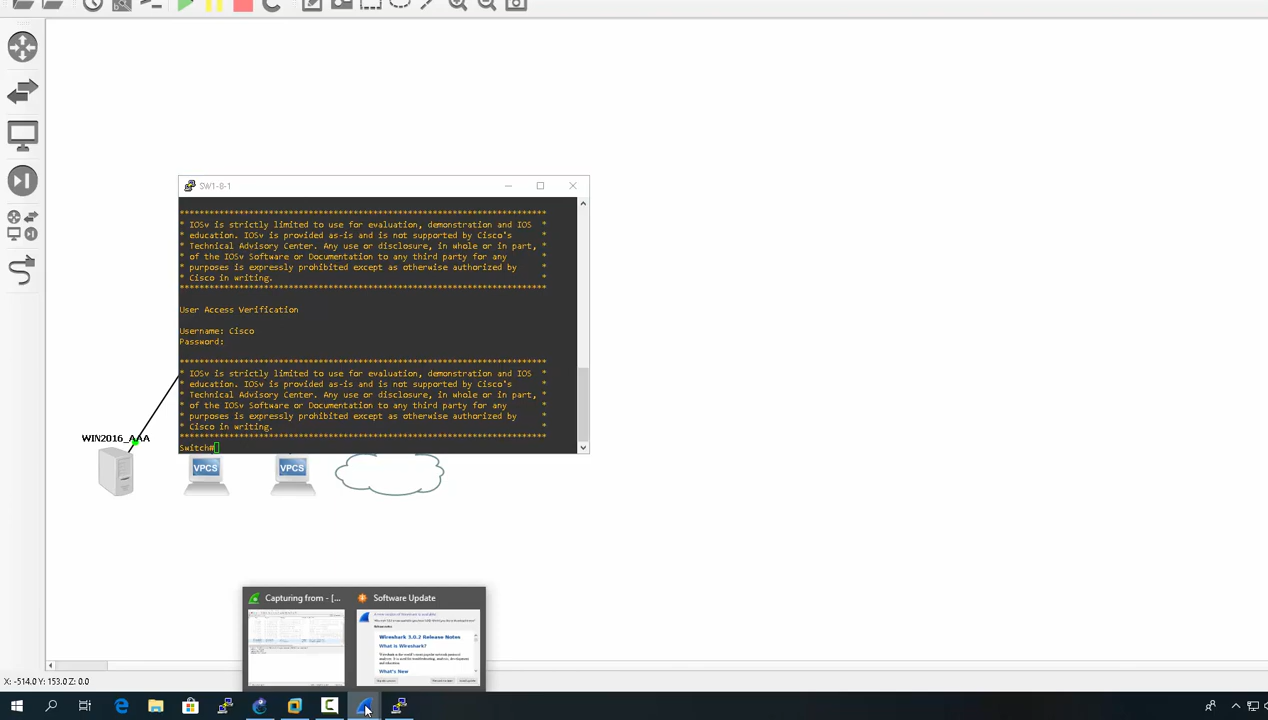 SW1-8-1
*************************************************************************
* IOSv is strictly limited to use for evaluation, demonstration and IOS *
* education. IOSv is provided as-is and is not supported by Cisco's *
* Technical Advisory Center. Any use or disclosure, in whole or in part, *
* of the IOSv Software or Documentation to any third party for any *
* purposes is expressly prohibited except as otherwise authorized by *
* Cisco in writing. *
*************************************************************************
User Access Verification
Username: Cisco
Password:
*************************************************************************
* IOSv is strictly limited to use for evaluation, demonstration and IOS *
* education. IOSv is provided as-is and is not supported by Cisco's *
* Technical Advisory Center. Any use or disclosure, in whole or in part, *
* of the IOSv Software or Documentation to any third party for any *
* purposes is expressly prohibited except as otherwise authorized by *
* Cisco in writing. *
*************************************************************************
Switch#
WIN2016_AAA
VPCS
VPCS
Capturing from - [...
Software Update
Wireshark 3.0.2 Release Notes
What is Wireshark?
What's New
X: -514.0 Y: 153.0 Z: 0.0